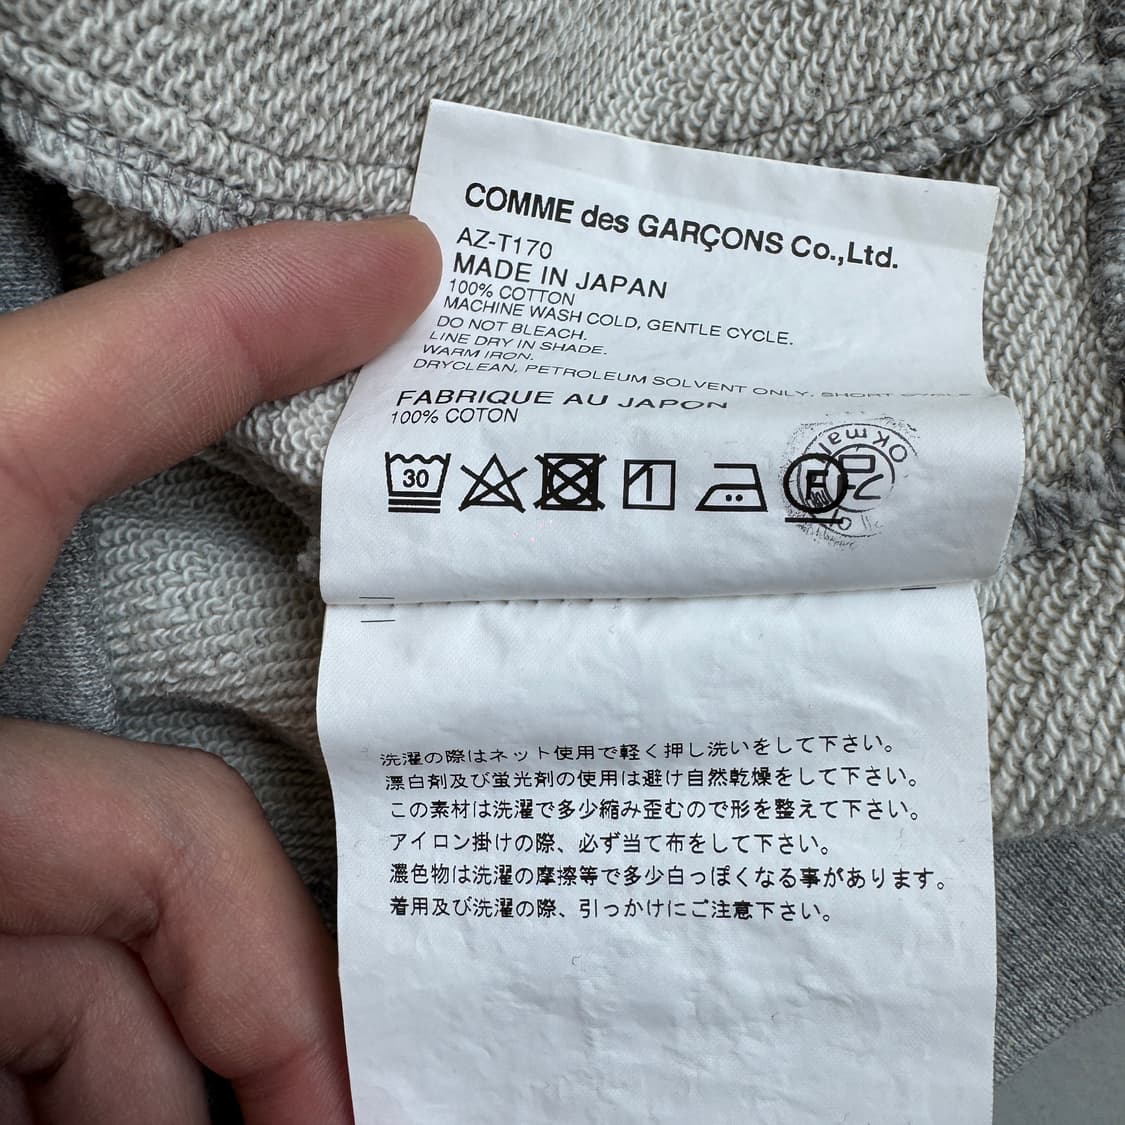 COMME des GARÇONS Co.,Ltd.
AZ-T170
MADE IN JAPAN
100% COTTON
MACHINE WASH COLD, GENTLE CYCLE.
DO NOT BLEACH.
LINE DRY IN SHADE.
WARM IRON.
DRYCLEAN, PETROLEUM SOLVENT ONLY, SHORT CYCLE
FABRIQUE AU JAPON
100% COTON
30
F
洗濯の際はネット使用で軽く押し洗いをして下さい。
漂白剤及び蛍光剤の使用は避け自然乾燥をして下さい。
この素材は洗濯で多少縮み歪むので形を整えて下さい。
アイロン掛けの際、必ず当て布をして下さい。
濃色物は洗濯の摩擦等で多少白っぽくなる事があります。
着用及び洗濯の際、引っかけにご注意下さい。